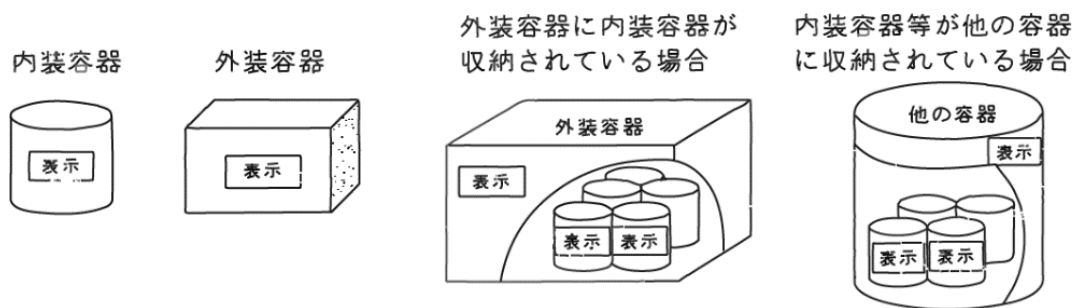 内装容器
外装容器
外装容器に内装容器が
収納されている場合
内装容器等が他の容器
に収納されている場合
表示
表示
外装容器
表示
表示
表示
他の容器
表示
表示
表示